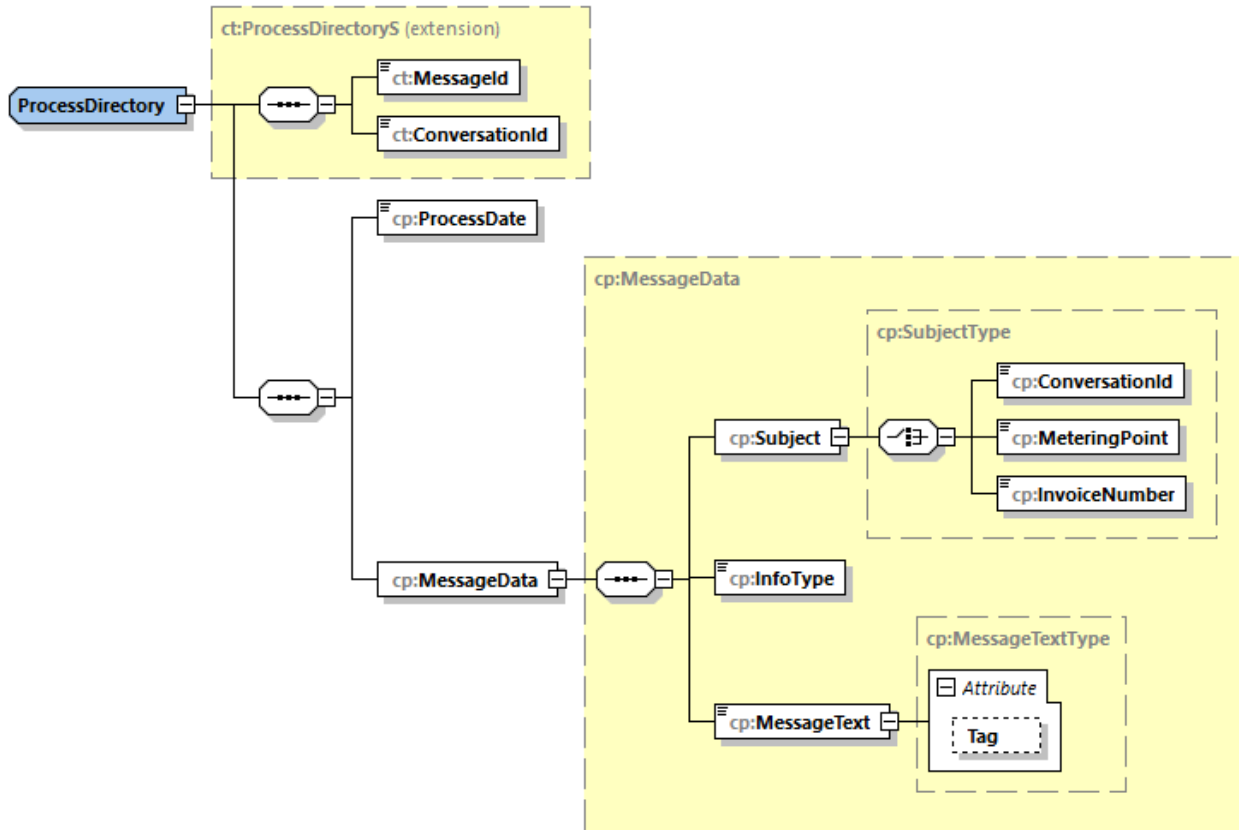 ct:ProcessDirectoryS (extension)
ct:MessageId
ProcessDirectory
ct:ConversationId
cp:ProcessDate
cp:MessageData
cp:SubjectType
cp:ConversationId
cp:Subject
cp:MeteringPoint
cp:InvoiceNumber
cp:MessageData
cp:InfoType
cp:MessageTextType
Attribute
cp:MessageText
Tag